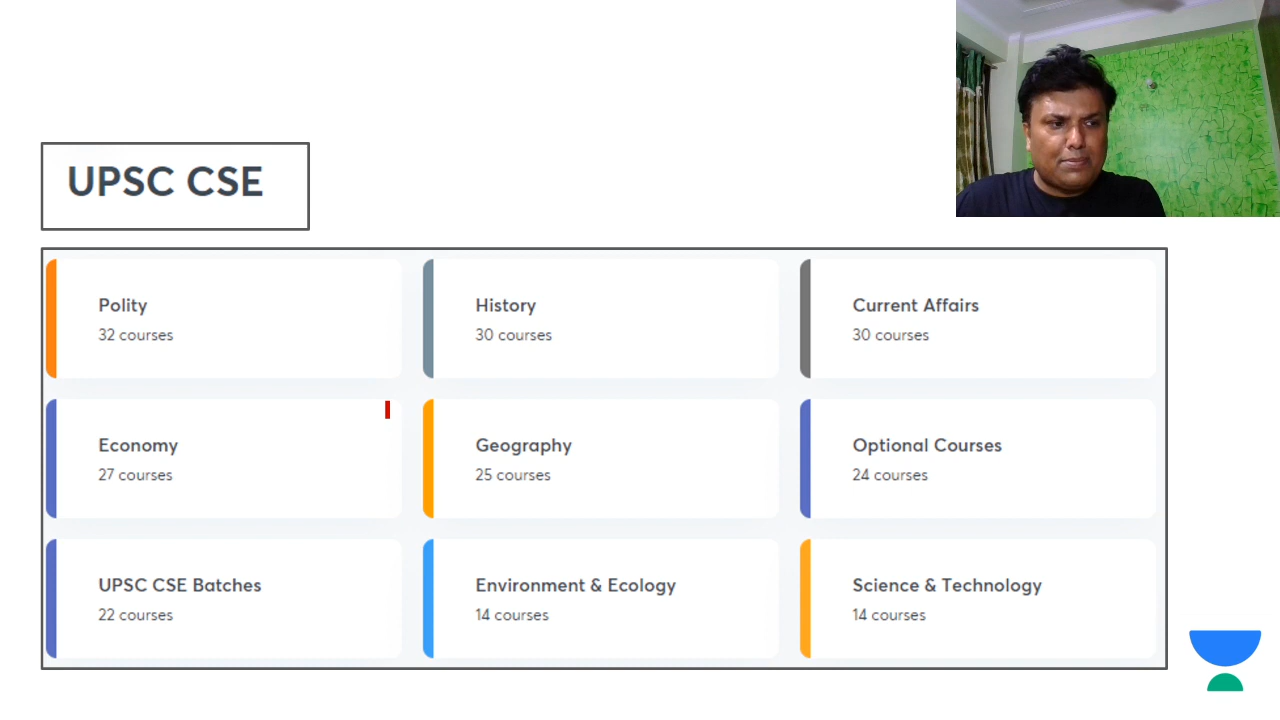 UPSC CSE
Polity
32 courses
History
30 courses
Current Affairs
30 courses
Economy
27 courses
Geography
25 courses
Optional Courses
24 courses
UPSC CSE Batches
22 courses
Environment & Ecology
14 courses
Science & Technology
14 courses